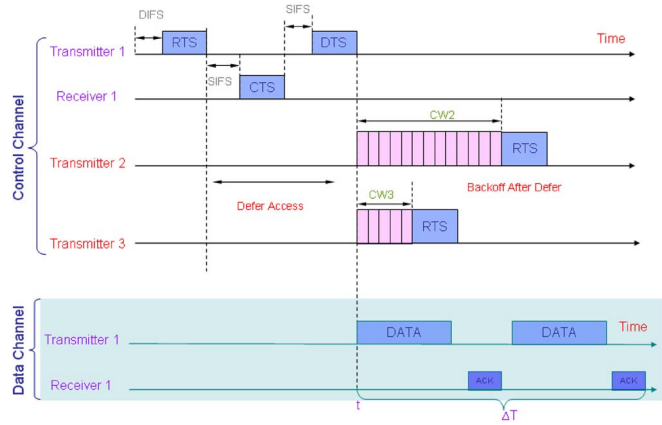 DIFS
SIFS
Transmitter 1
RTS
DTS
Time
SIFS
Receiver 1
CTS
Control Channel
CW2
Transmitter 2
RTS
Defer Access
CW3
Backoff After Defer
Transmitter 3
RTS
Data Channel
Transmitter 1
DATA
DATA
Time
Receiver 1
ACK
ACK
t
ΔT